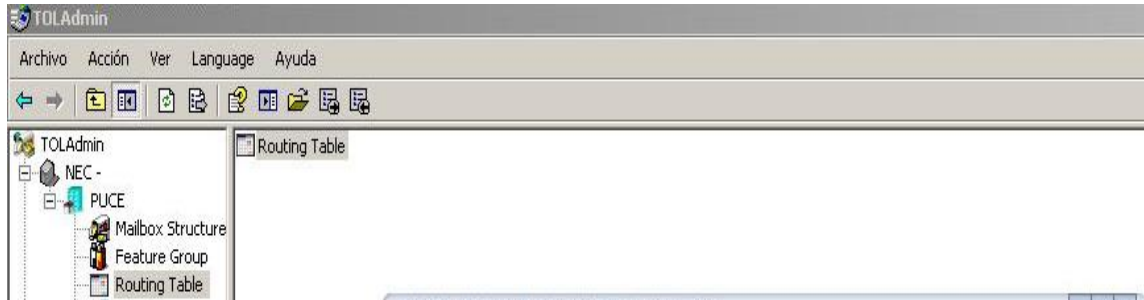 TOLAdmin
Archivo Acción Ver Language Ayuda
TOLAdmin
NEC -
PUCE
Mailbox Structure
Feature Group
Routing Table
Routing Table